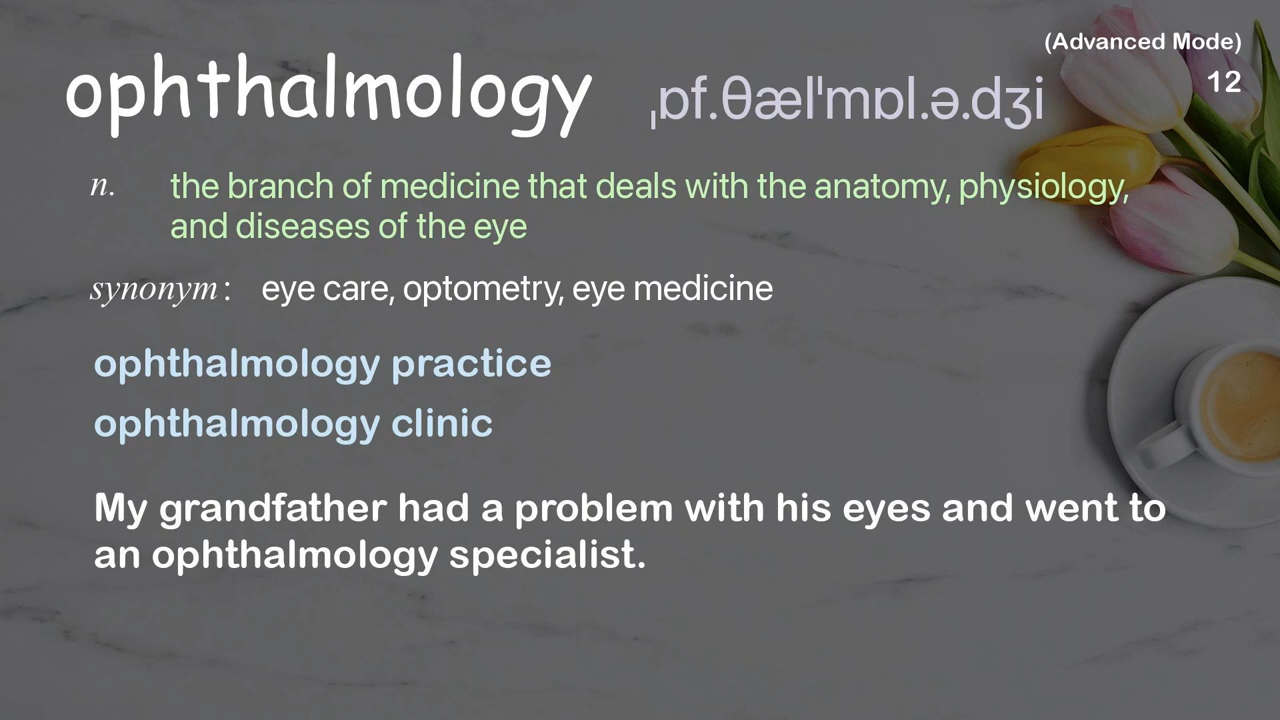 (Advanced Mode)
12
ophthalmology ˌɒf.θælˈmɒl.ə.dʒi
n. the branch of medicine that deals with the anatomy, physiology,
and diseases of the eye
synonym: eye care, optometry, eye medicine
ophthalmology practice
ophthalmology clinic
My grandfather had a problem with his eyes and went to
an ophthalmology specialist.